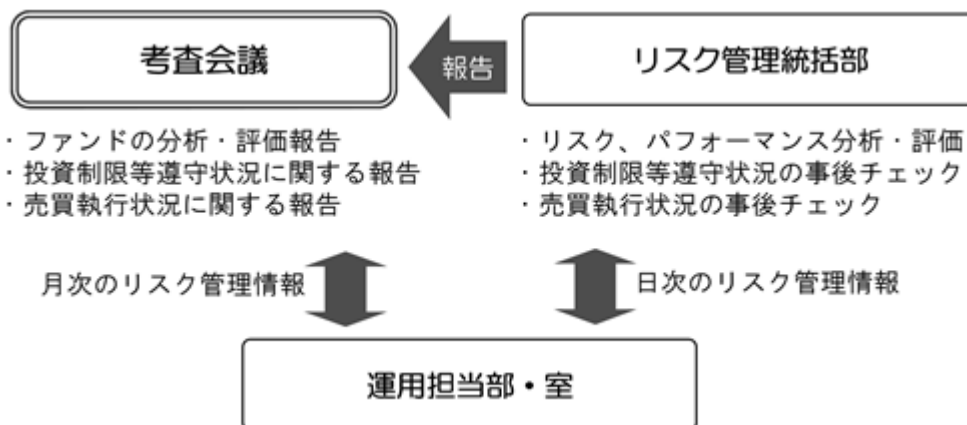 考査会議
報告
リスク管理統括部
・ファンドの分析・評価報告
・投資制限等遵守状況に関する報告
・売買執行状況に関する報告
・リスク、パフォーマンス分析・評価
・投資制限等遵守状況の事後チェック
・売買執行状況の事後チェック
月次のリスク管理情報
日次のリスク管理情報
運用担当部・室